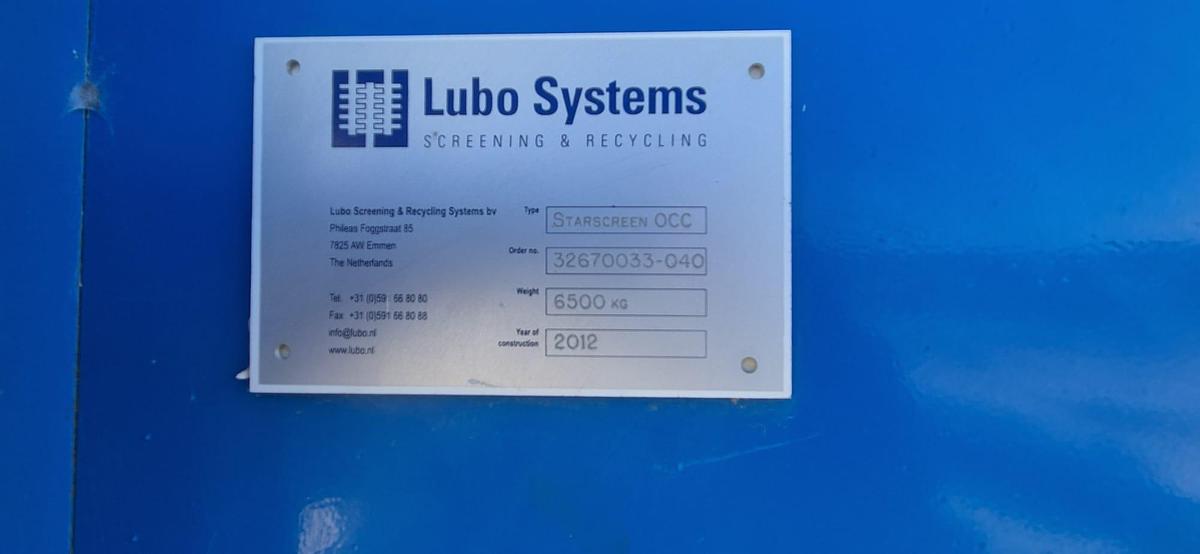 Lubo Systems
SCREENING & RECYCLING
Lubo Screening & Recycling Systems bv
Phileas Foggstraat 85
7825 AW Emmen
The Netherlands
Tel. +31 (0)591 66 80 80
Fax +31 (0)591 66 80 88
info@lubo.nl
www.lubo.nl
Type STARSCREEN OCC
Order no. 32670033-040
Weight 6500 KG
Year of
construction 2012